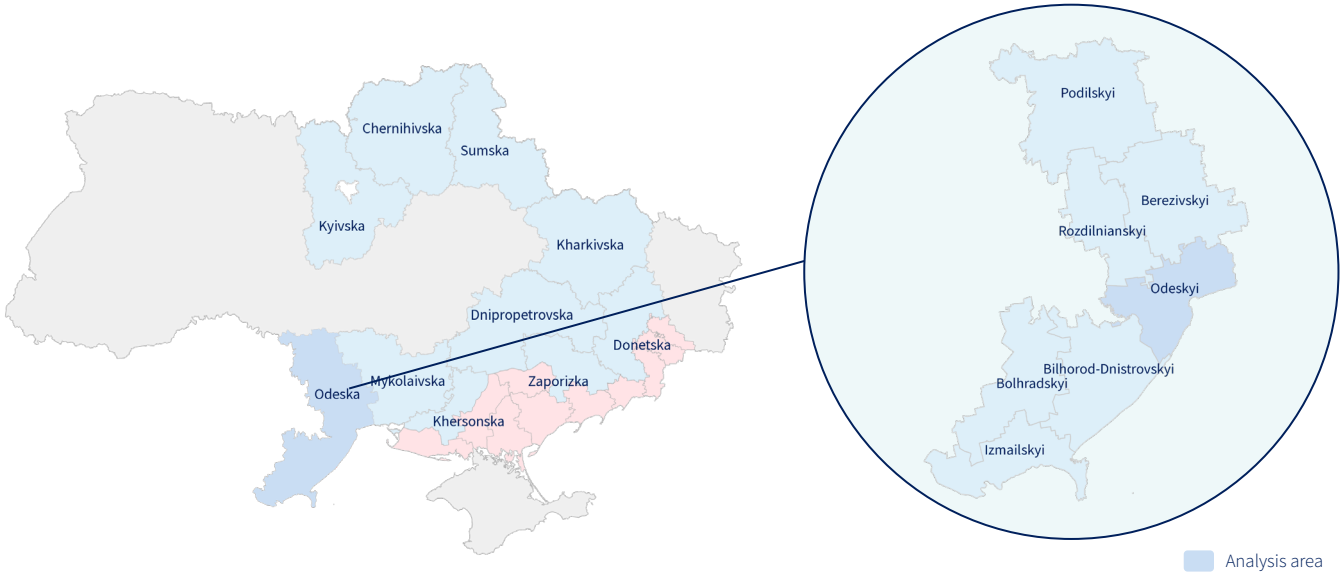 Chernihivska
Sumska
Kyivska
Kharkivska
Dnipropetrovska
Donetska
Mykolaivska
Zaporizka
Odeska
Khersonska
Podilskyi
Berezivskyi
Rozdilnianskyi
Odeskyi
Bilhorod-Dnistrovskyi
Bolhradskyi
Izmailskyi
Analysis area